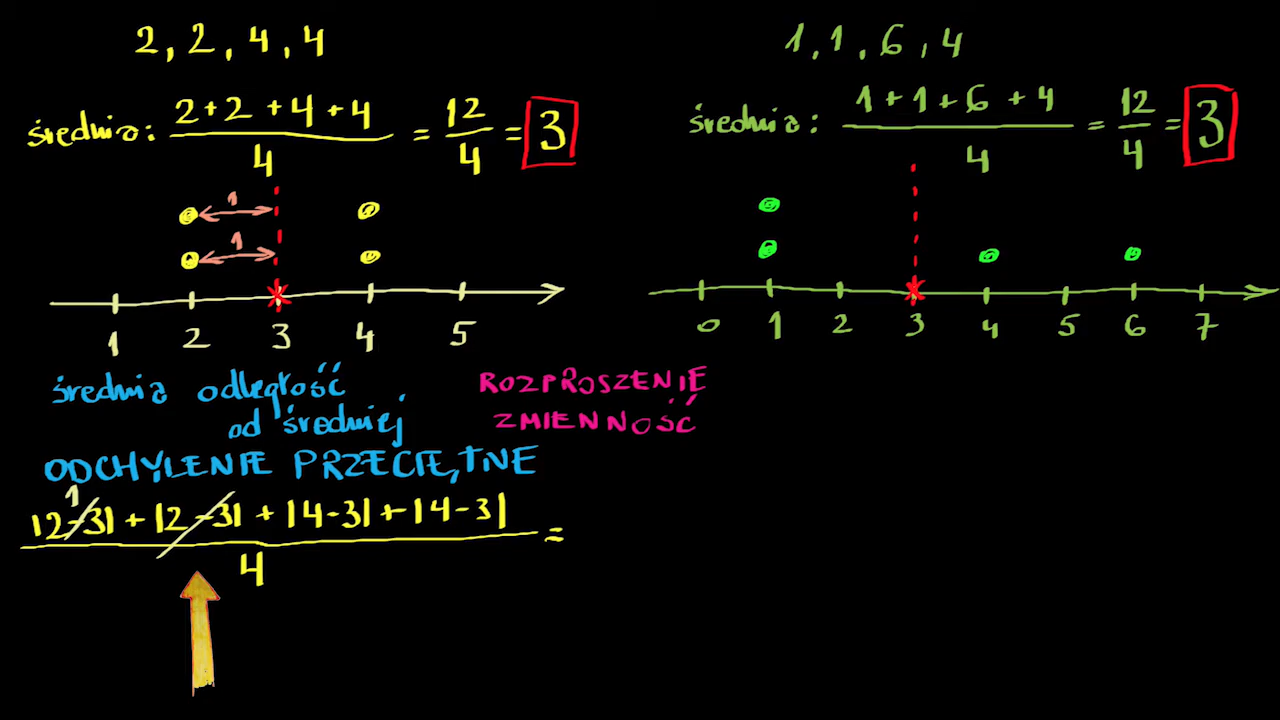 2, 2, 4, 4
średnia: 2+2+4+4 / 4 = 12/4 = 3
1 1
1 2 3 4 5
średnia odległość
od średniej
ODCHYLENIE PRZECIĘTNE
1
|2-3| + |2-3| + |4-3| + |4-3| / 4 =
ROZPROSZENIE
ZMIENNOŚĆ
1, 1, 6, 4
średnia: 1+1+6+4 / 4 = 12/4 = 3
0 1 2 3 4 5 6 7